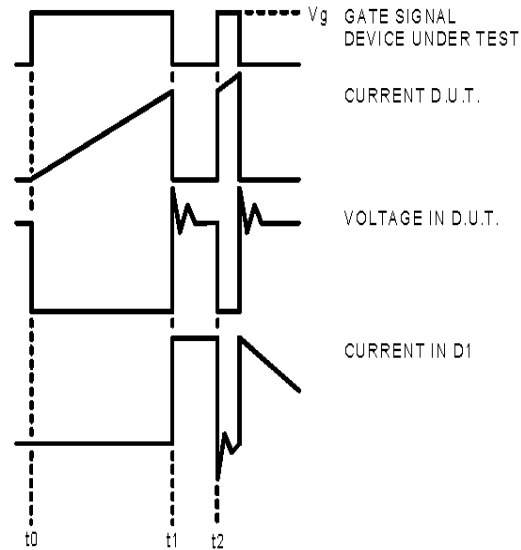 Vg GATE SIGNAL
DEVICE UNDER TEST
CURRENT D.U.T.
VOLTAGE IN D.U.T.
CURRENT IN D1
t0 t1 t2